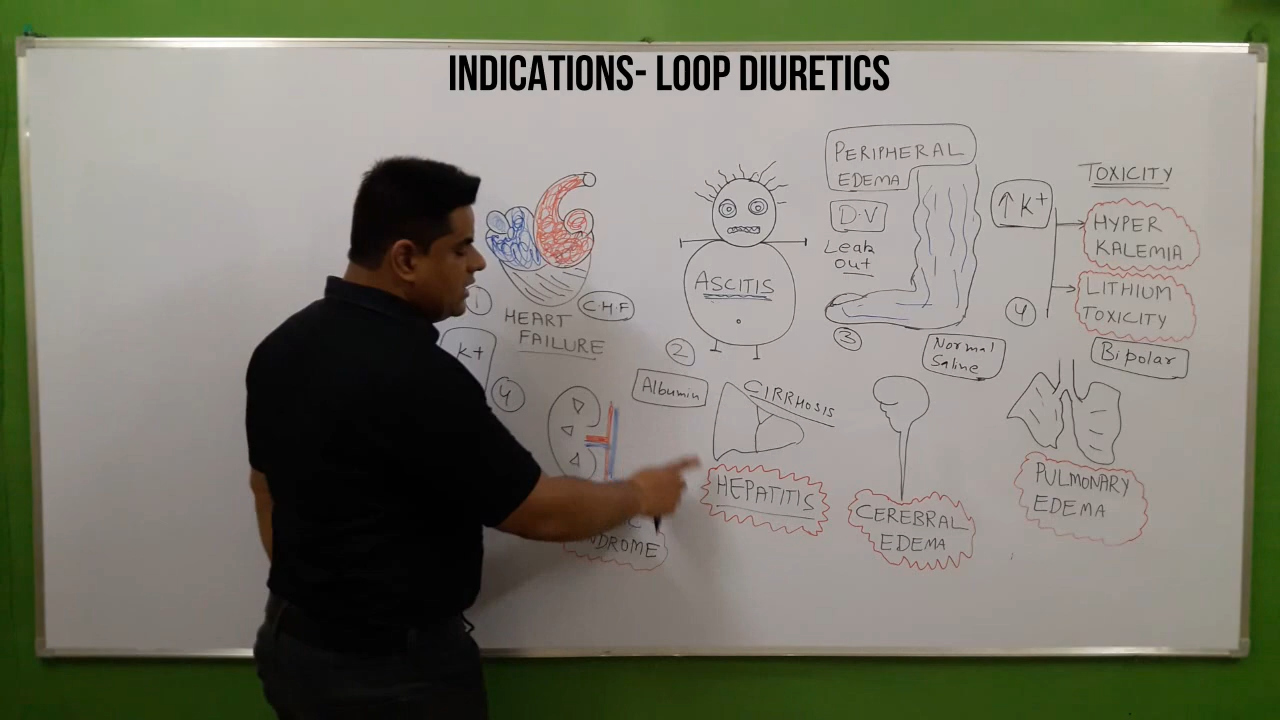 INDICATIONS- LOOP DIURETICS
1
HEART
FAILURE
C.H.F
K+
4
ASCITIS
2
PERIPHERAL
EDEMA
D.V
Leak
out
3
↑K+
TOXICITY
HYPER
KALEMIA
LITHIUM
TOXICITY
4
Bipolar
Normal
Saline
Albumin
CIRRHOSIS
HEPATITIS
CEREBRAL
EDEMA
PULMONARY
EDEMA